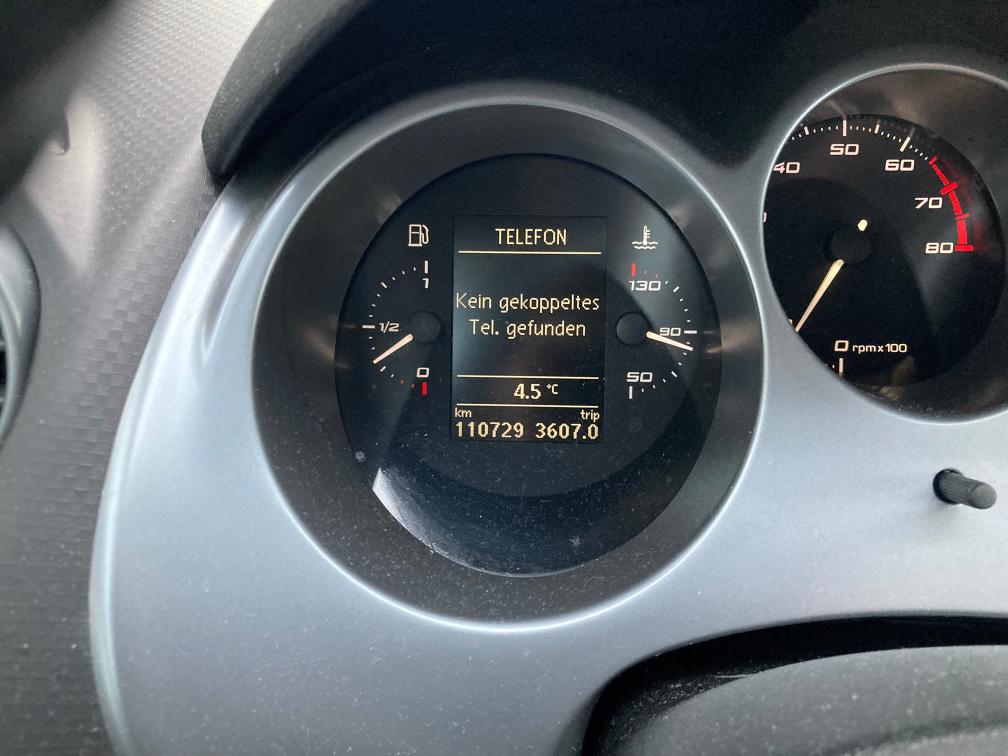 TELEFON
Kein gekoppeltes
Tel. gefunden
4.5 °C
km trip
110729 3607.0
1
1/2
0
130
90
50
40
50
60
70
80
0 rpm x 100